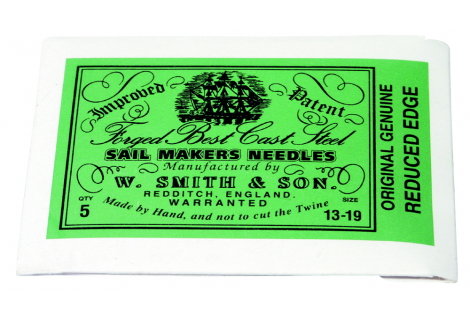 Improved Patent
Forged Best Cast Steel
SAIL MAKERS NEEDLES
Manufactured by
W. SMITH & SON.
REDDITCH, ENGLAND.
WARRANTED
Made by Hand, and not to cut the Twine
QTY
5
SIZE
13-19
ORIGINAL GENUINE
REDUCED EDGE